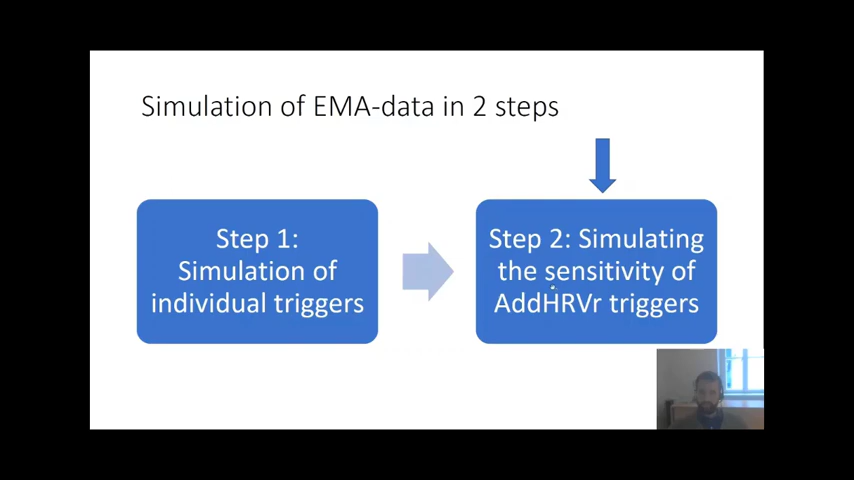 Simulation of EMA-data in 2 steps
Step 1:
Simulation of
individual triggers
Step 2: Simulating
the sensitivity of
AddHRVr triggers